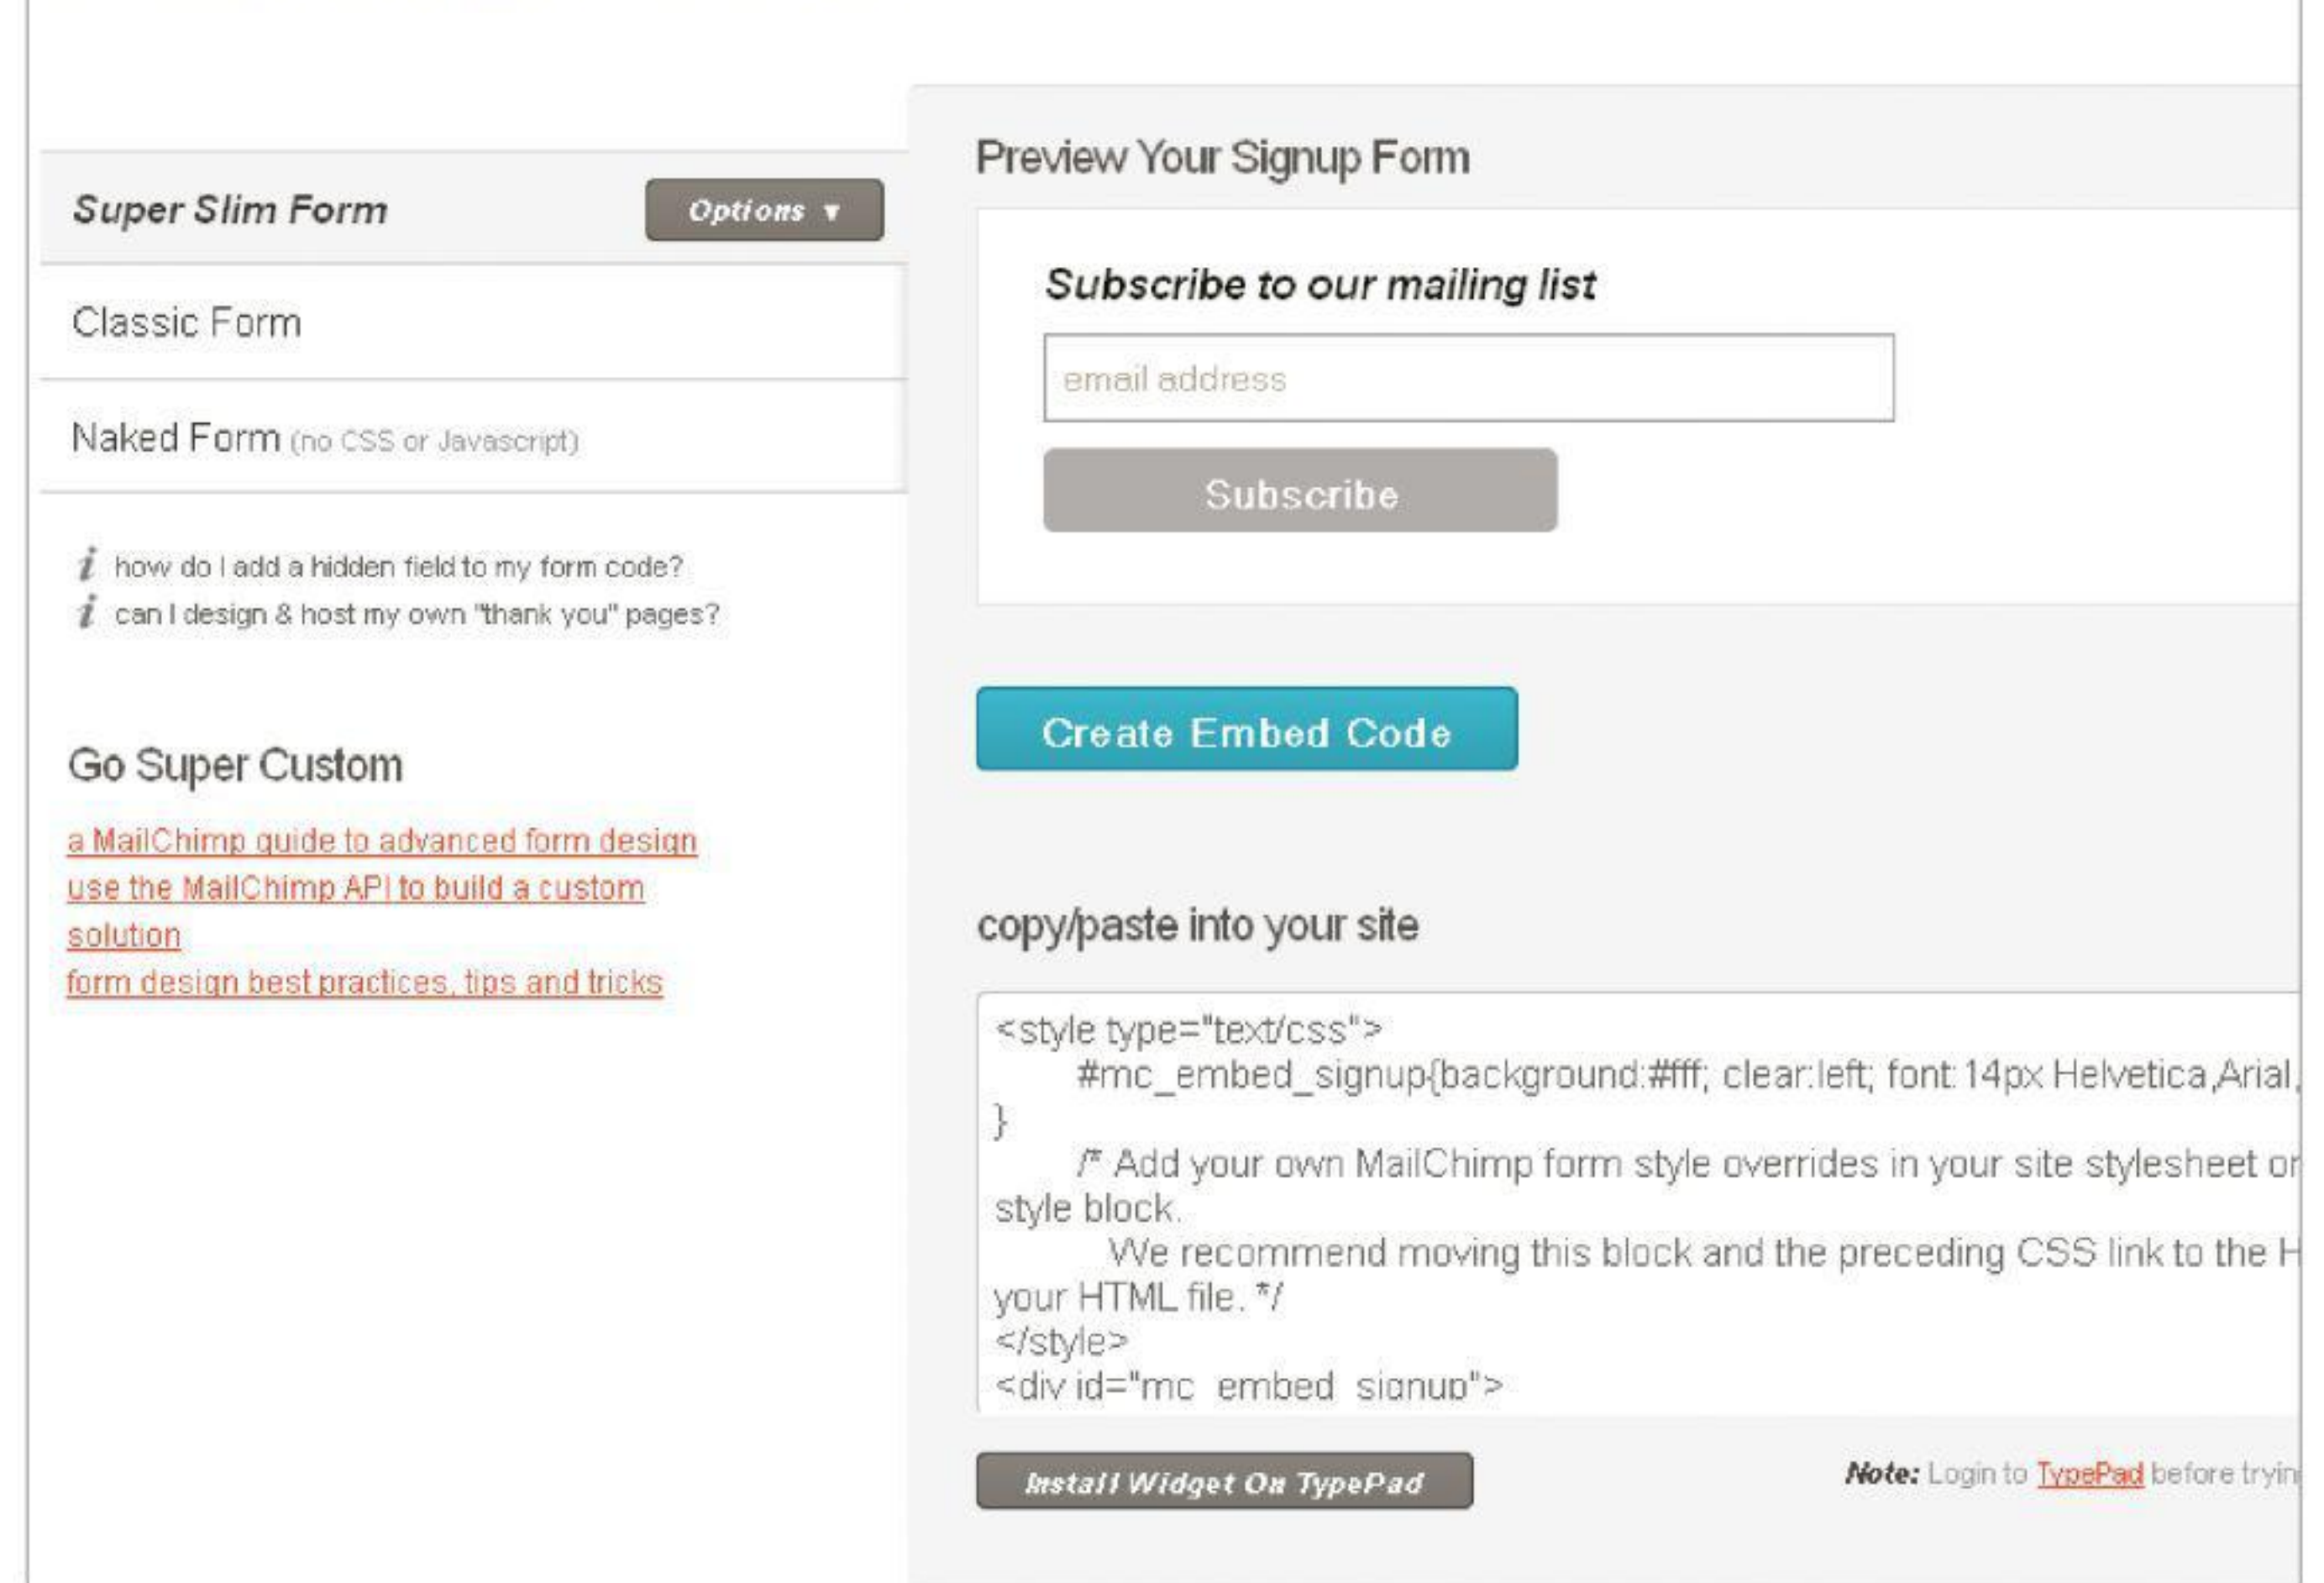 Super Slim Form
Options ▼
Classic Form
Naked Form (no CSS or Javascript)
i how do I add a hidden field to my form code?
i can I design & host my own "thank you" pages?
Go Super Custom
a MailChimp guide to advanced form design
use the MailChimp API to build a custom
solution
form design best practices, tips and tricks
Preview Your Signup Form
Subscribe to our mailing list
email address
Subscribe
Create Embed Code
copy/paste into your site
<style type="text/css">
#mc_embed_signup{background:#fff; clear:left; font:14px Helvetica,Arial,
}
/* Add your own MailChimp form style overrides in your site stylesheet or
style block.
We recommend moving this block and the preceding CSS link to the H
your HTML file. */
</style>
<div id="mc_embed_signup">
Install Widget On TypePad
Note: Login to TypePad before tryin